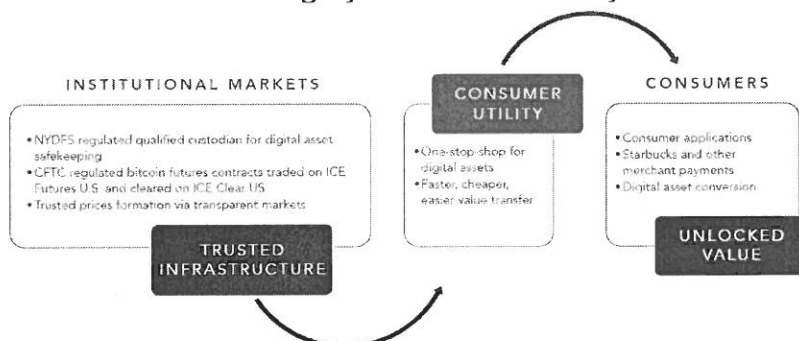 INSTITUTIONAL MARKETS
• NYDFS regulated qualified custodian for digital asset
safekeeping
• CFTC regulated bitcoin futures contracts traded on ICE
Futures U.S. and cleared on ICE Clear US
• Trusted prices formation via transparent markets
TRUSTED
INFRASTRUCTURE
CONSUMER
UTILITY
• One-stop-shop for
digital assets
• Faster, cheaper,
easier value transfer
CONSUMERS
• Consumer applications
• Starbucks and other
merchant payments
• Digital asset conversion
UNLOCKED
VALUE